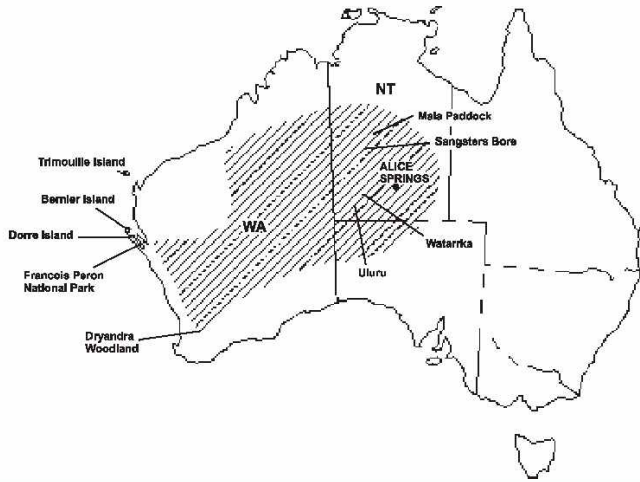 NT
Mala Paddock
Sangsters Bore
Trimouille Island
ALICE
SPRINGS
Bernier Island
Dorre Island
WA
Watarrka
Francois Peron
National Park
Uluru
Dryandra
Woodland